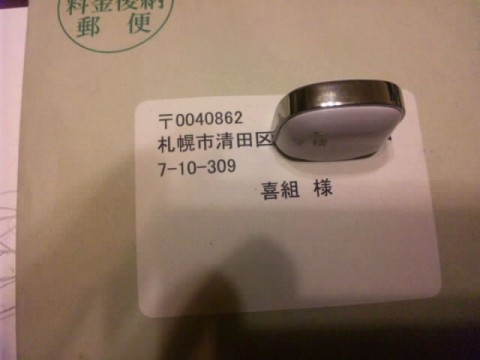 料金後納
郵便
〒0040862
札幌市清田区
7-10-309
喜組 様